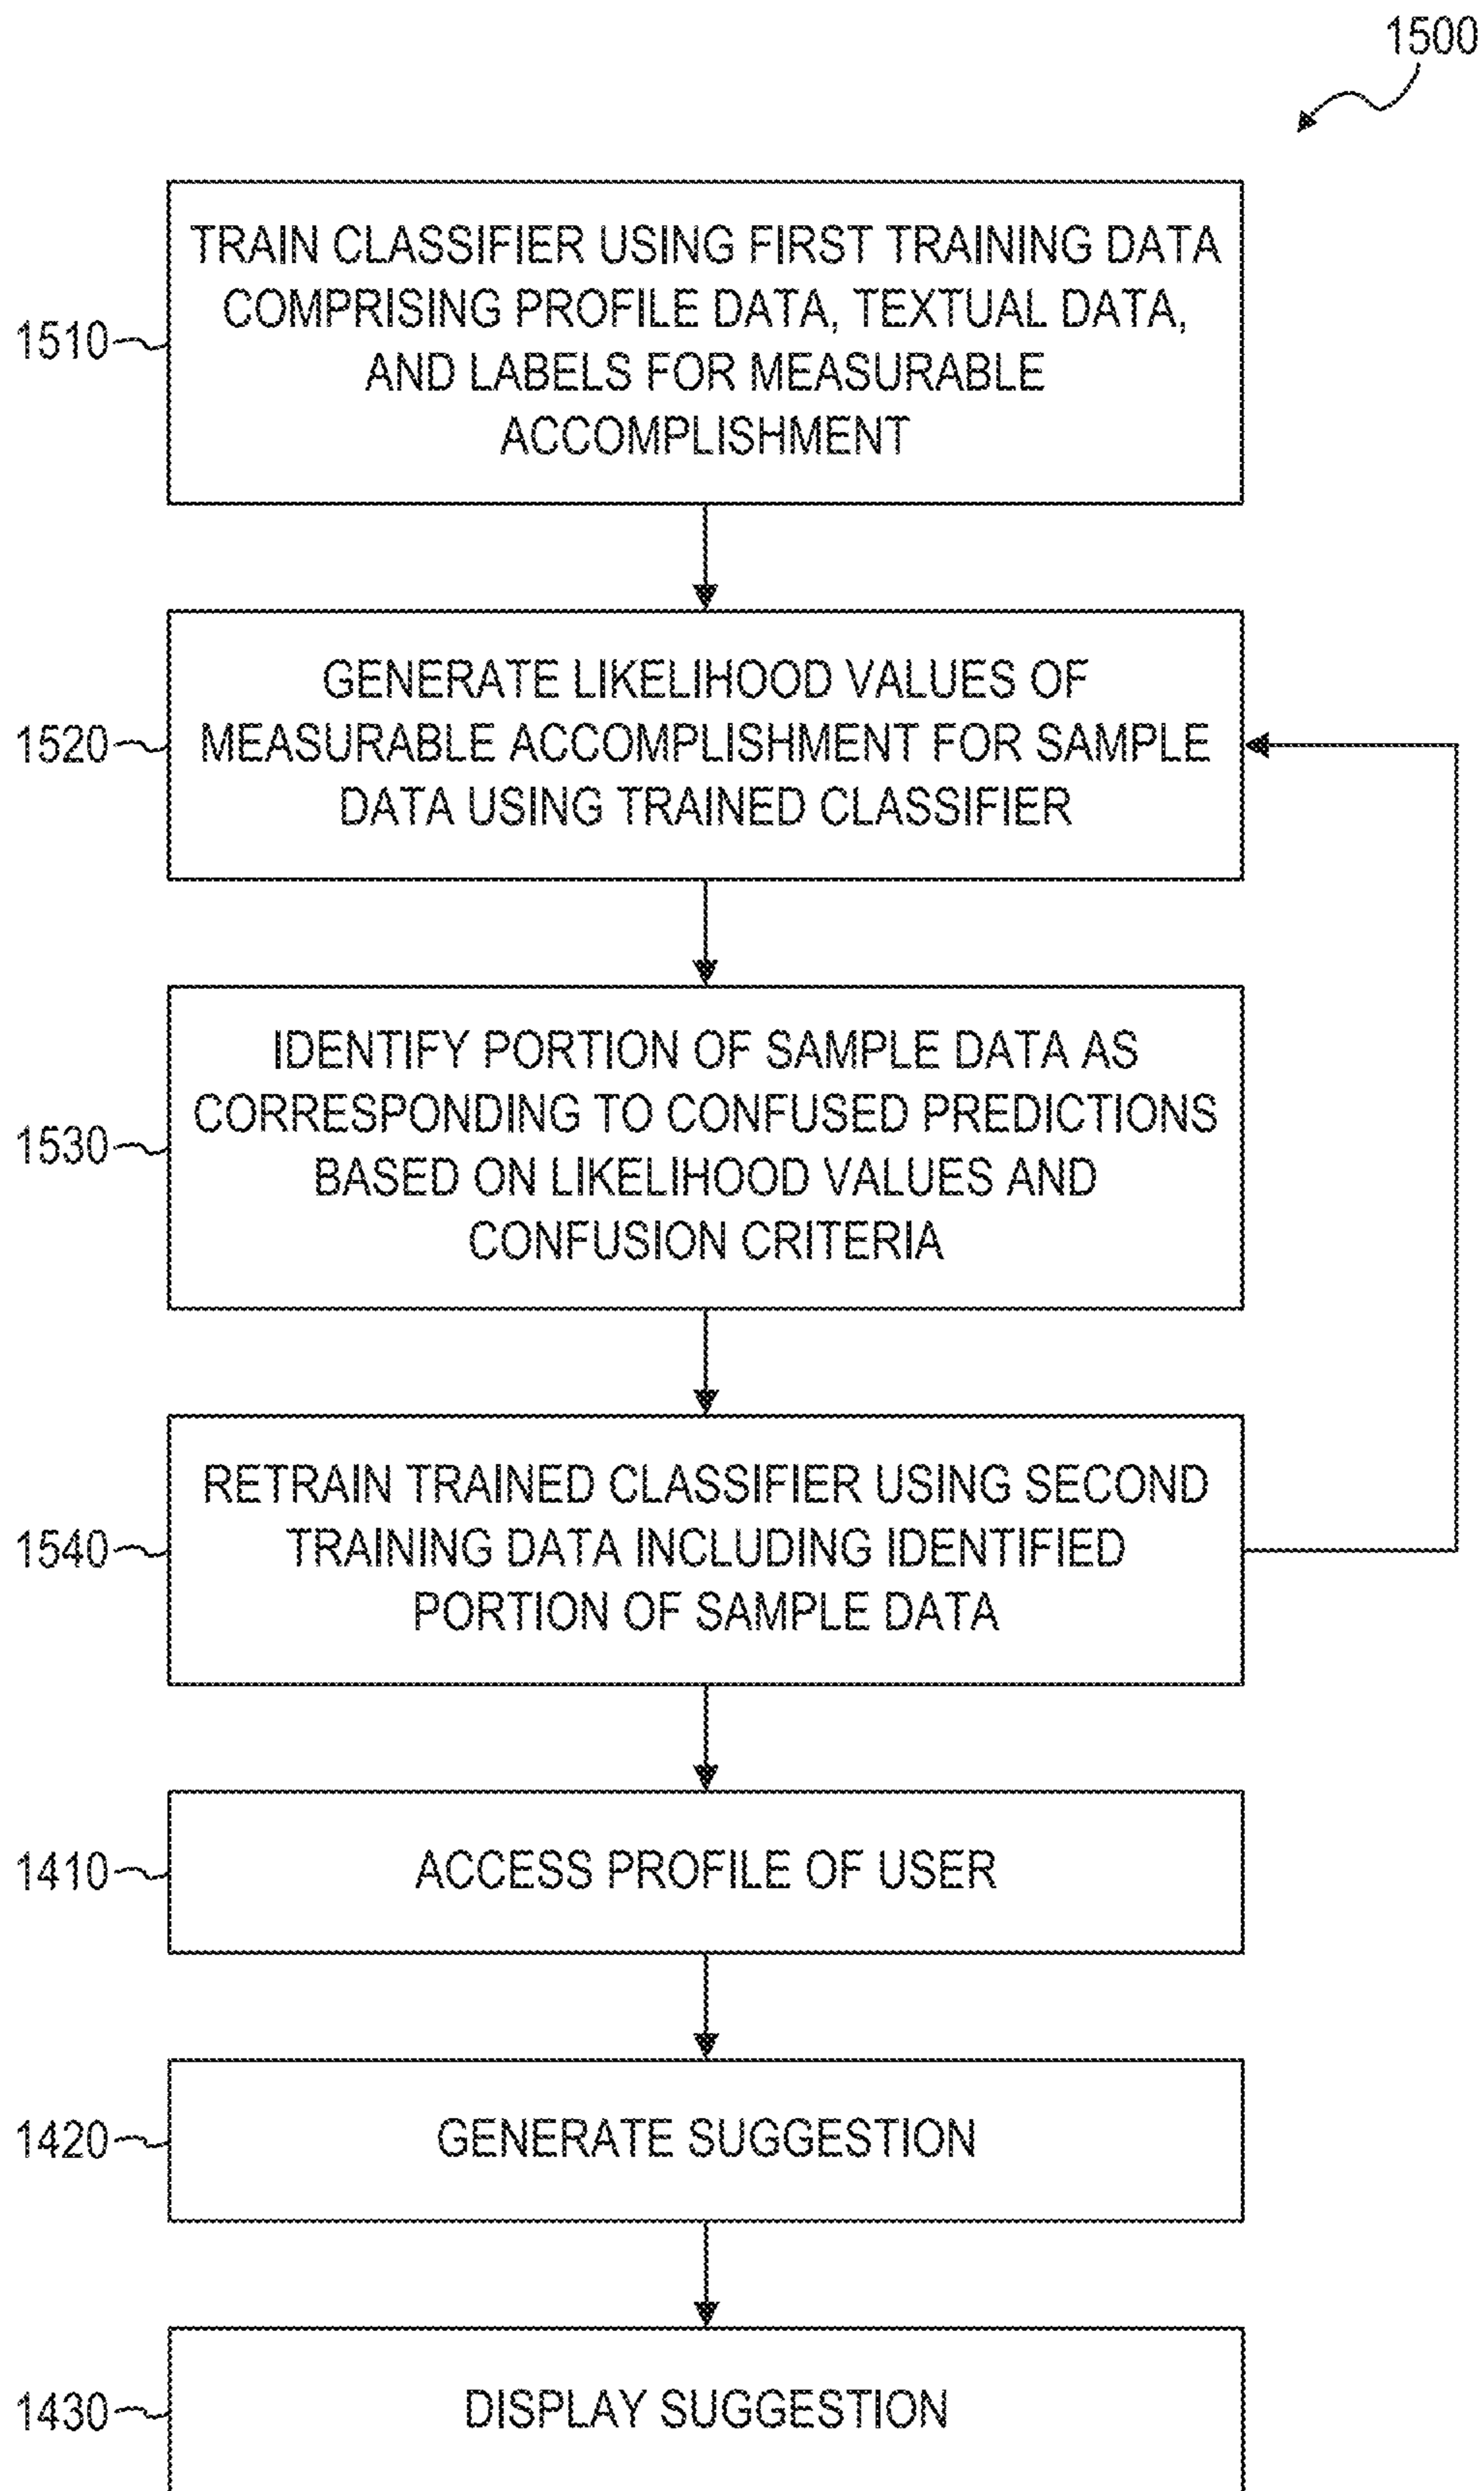 1500
1510
TRAIN CLASSIFIER USING FIRST TRAINING DATA
COMPRISING PROFILE DATA, TEXTUAL DATA,
AND LABELS FOR MEASURABLE
ACCOMPLISHMENT
1520
GENERATE LIKELIHOOD VALUES OF
MEASURABLE ACCOMPLISHMENT FOR SAMPLE
DATA USING TRAINED CLASSIFIER
1530
IDENTIFY PORTION OF SAMPLE DATA AS
CORRESPONDING TO CONFUSED PREDICTIONS
BASED ON LIKELIHOOD VALUES AND
CONFUSION CRITERIA
1540
RETRAIN TRAINED CLASSIFIER USING SECOND
TRAINING DATA INCLUDING IDENTIFIED
PORTION OF SAMPLE DATA
1410
ACCESS PROFILE OF USER
1420
GENERATE SUGGESTION
1430
DISPLAY SUGGESTION